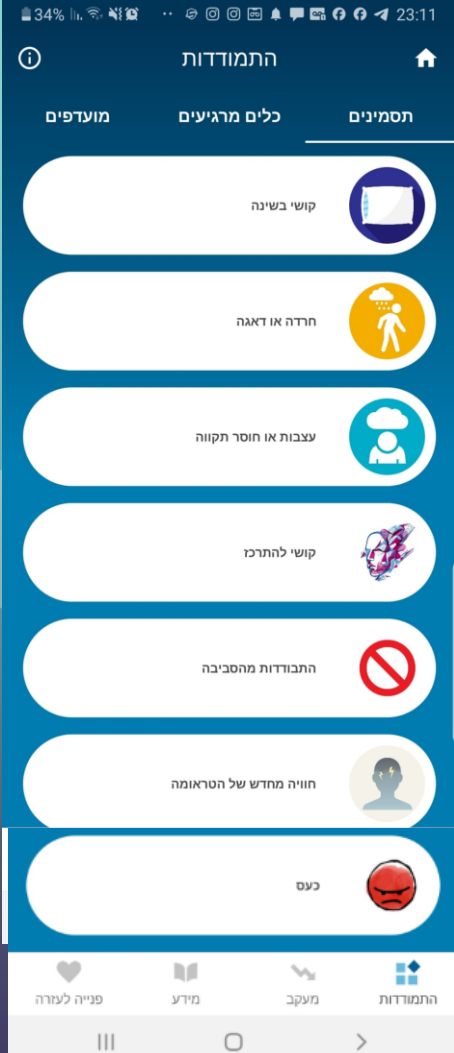 34% 23:11
התמודדות
תסמינים כלים מרגיעים מועדפים
קושי בשינה
חרדה או דאגה
עצבות או חוסר תקווה
קושי להתרכז
התבודדות מהסביבה
חוויה מחדש של הטראומה
כעס
התמודדות מעקב מידע פנייה לעזרה